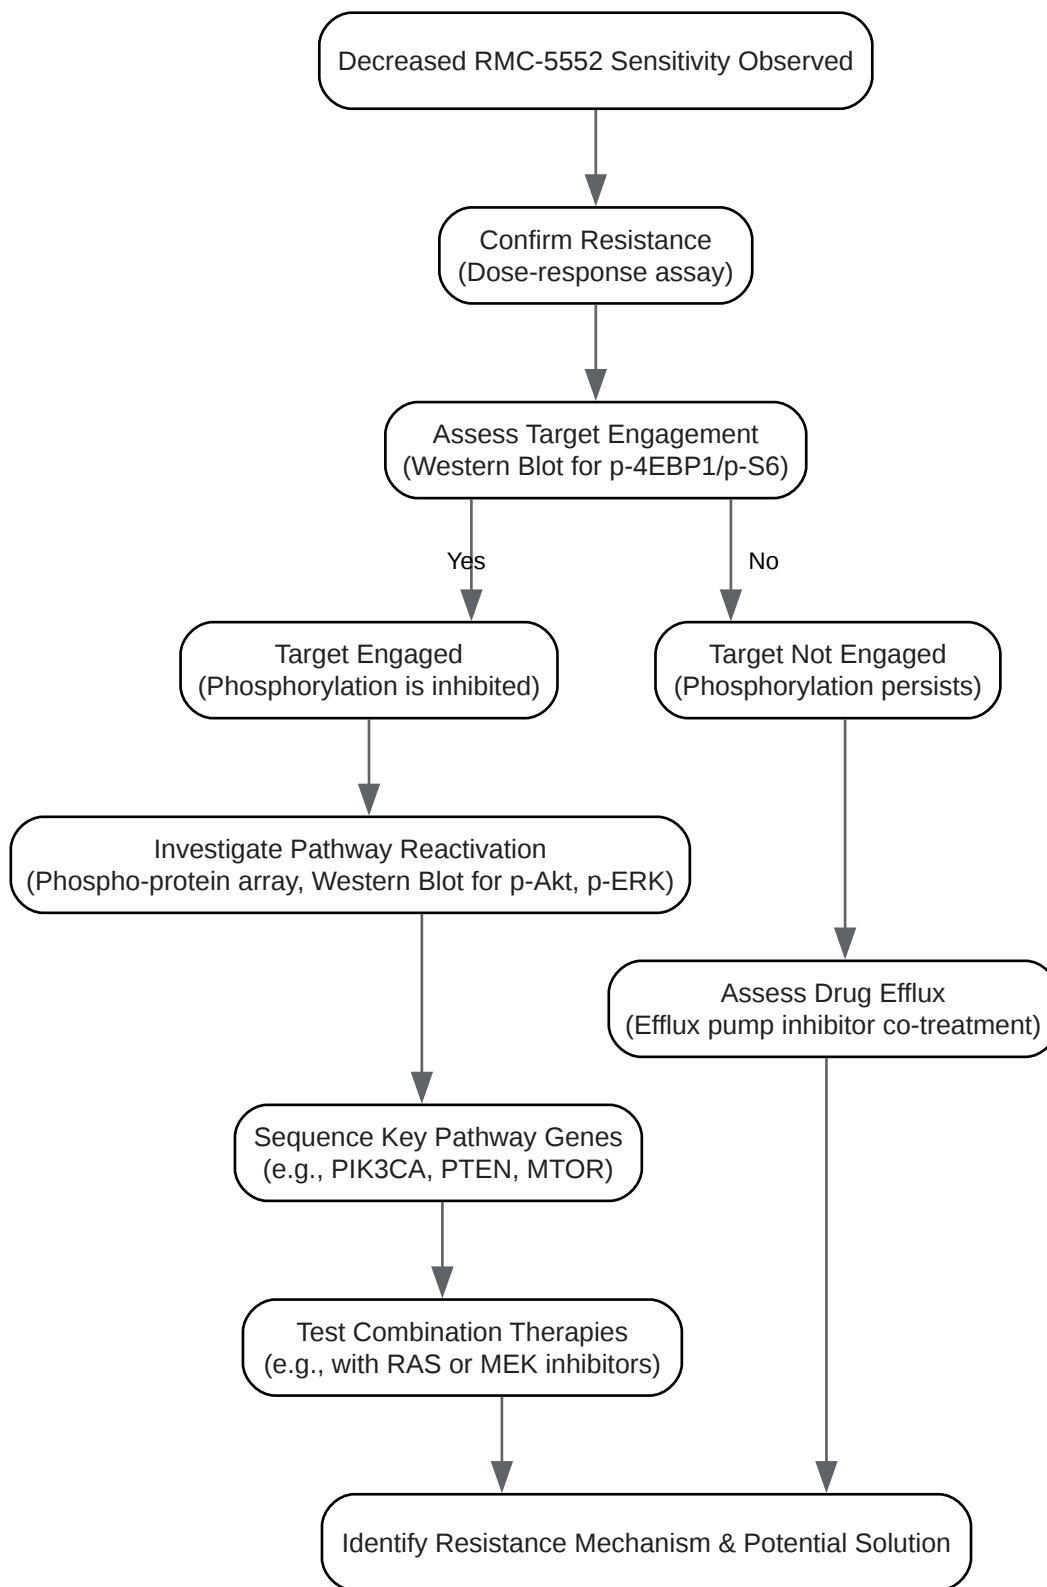 Decreased RMC-5552 Sensitivity Observed
Confirm Resistance
(Dose-response assay)
Assess Target Engagement
(Western Blot for p-4EBP1/p-S6)
Yes
No
Target Engaged
(Phosphorylation is inhibited)
Target Not Engaged
(Phosphorylation persists)
Investigate Pathway Reactivation
(Phospho-protein array, Western Blot for p-Akt, p-ERK)
Assess Drug Efflux
(Efflux pump inhibitor co-treatment)
Sequence Key Pathway Genes
(e.g., PIK3CA, PTEN, MTOR)
Test Combination Therapies
(e.g., with RAS or MEK inhibitors)
Identify Resistance Mechanism & Potential Solution